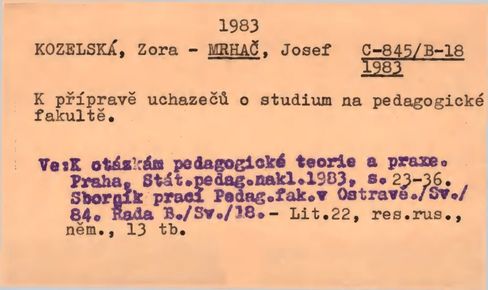 1983
KOZELSKÁ, Zora - MRHAČ, Josef C-845/B-18
1983
K přípravě uchazečů o studium na pedagogické
fakultě.
Ve:K otázkám pedagogické teorie a praxe.
Praha, Stát.pedag.nakl.1983, s.23-36.
Sborník prací Pedag.fak.v Ostravě./Sv./
84. Řada B./Sv./18.- Lit.22, res.rus.,
něm., 13 tb.